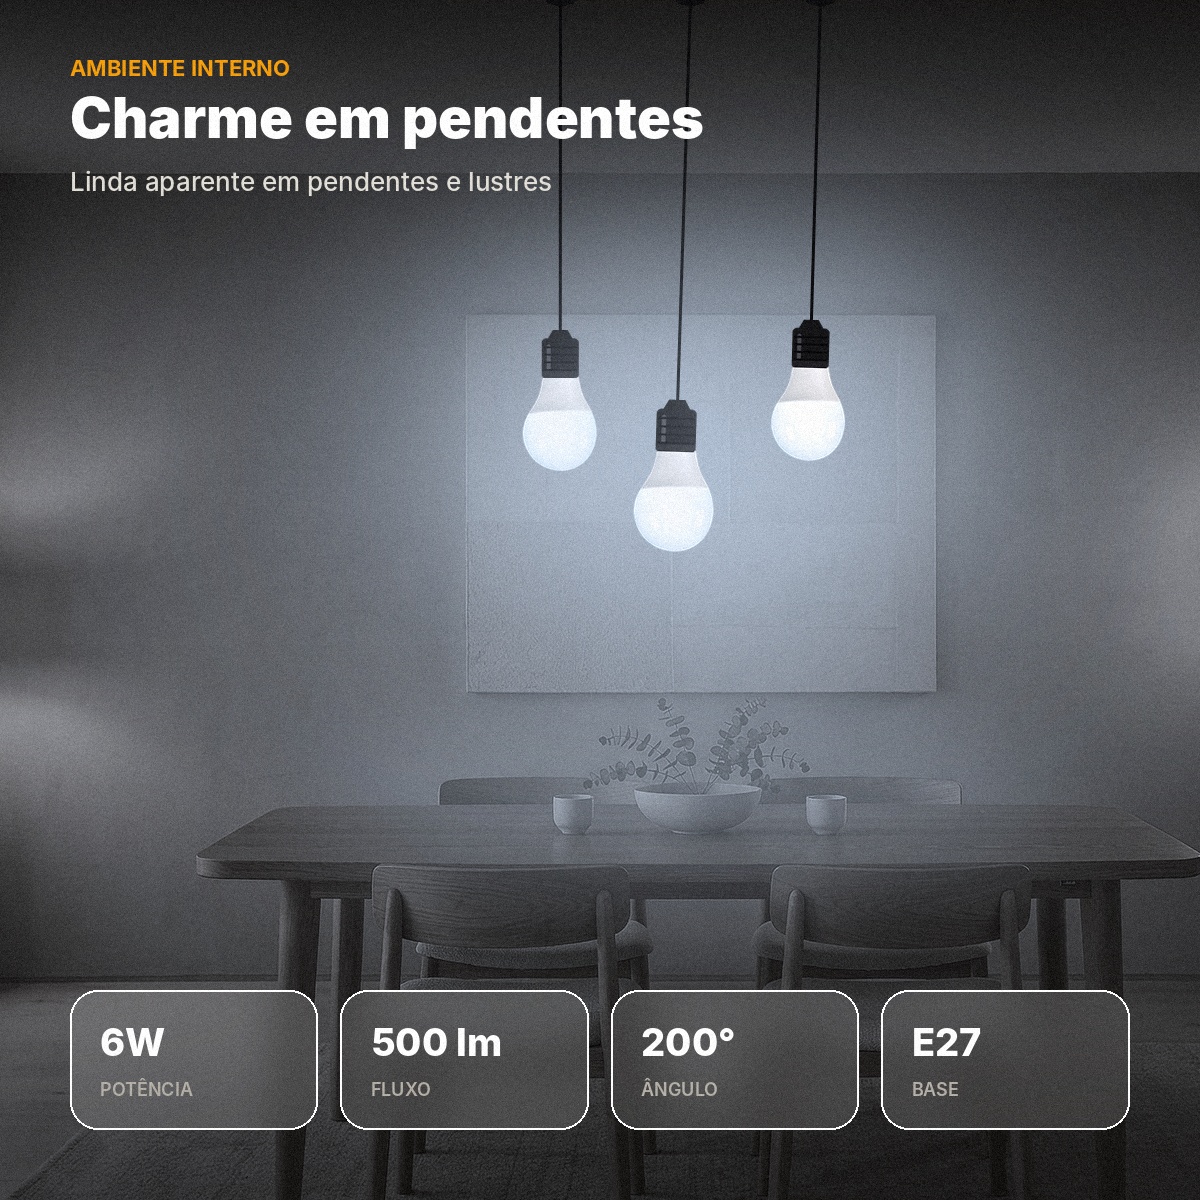 AMBIENTE INTERNO
Charme em pendentes
Linda aparente em pendentes e lustres
6W
POTÊNCIA
500 lm
FLUXO
200°
ÂNGULO
E27
BASE